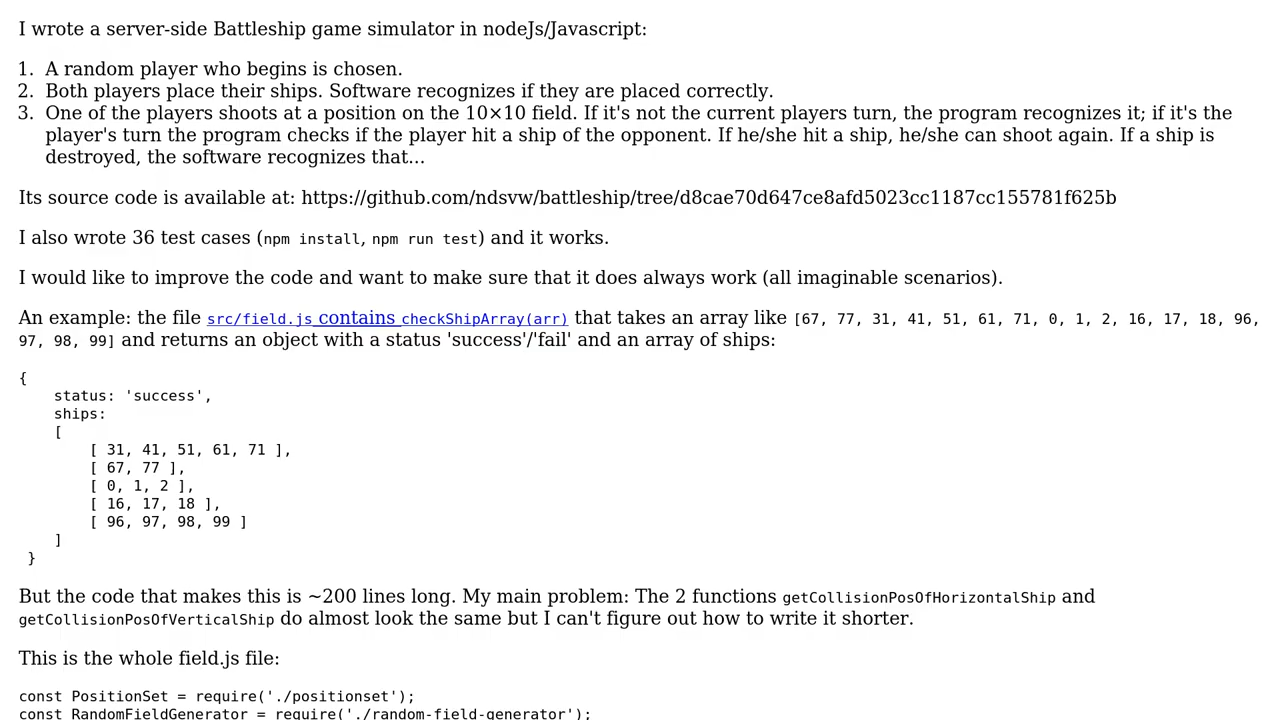 I wrote a server-side Battleship game simulator in nodeJs/Javascript:
1. A random player who begins is chosen.
2. Both players place their ships. Software recognizes if they are placed correctly.
3. One of the players shoots at a position on the 10×10 field. If it's not the current players turn, the program recognizes it; if it's the
player's turn the program checks if the player hit a ship of the opponent. If he/she hit a ship, he/she can shoot again. If a ship is
destroyed, the software recognizes that...
Its source code is available at: https://github.com/ndsvw/battleship/tree/d8cae70d647ce8afd5023cc1187cc155781f625b
I also wrote 36 test cases (npm install, npm run test) and it works.
I would like to improve the code and want to make sure that it does always work (all imaginable scenarios).
An example: the file src/field.js contains checkShipArray(arr) that takes an array like [67, 77, 31, 41, 51, 61, 71, 0, 1, 2, 16, 17, 18, 96,
97, 98, 99] and returns an object with a status 'success'/'fail' and an array of ships:
{
    status: 'success',
    ships:
    [
        [ 31, 41, 51, 61, 71 ],
        [ 67, 77 ],
        [ 0, 1, 2 ],
        [ 16, 17, 18 ],
        [ 96, 97, 98, 99 ]
    ]
 }
But the code that makes this is ~200 lines long. My main problem: The 2 functions getCollisionPosOfHorizontalShip and
getCollisionPosOfVerticalShip do almost look the same but I can't figure out how to write it shorter.
This is the whole field.js file:
const PositionSet = require('./positionset');
const RandomFieldGenerator = require('./random-field-generator');